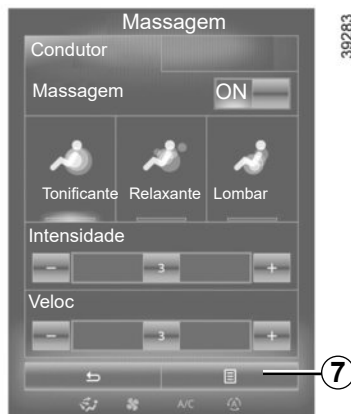 Massagem
39283
Condutor
Massagem ON
Tonificante Relaxante Lombar
Intensidade
- 3 +
Veloc
- 3 +
7
A/C